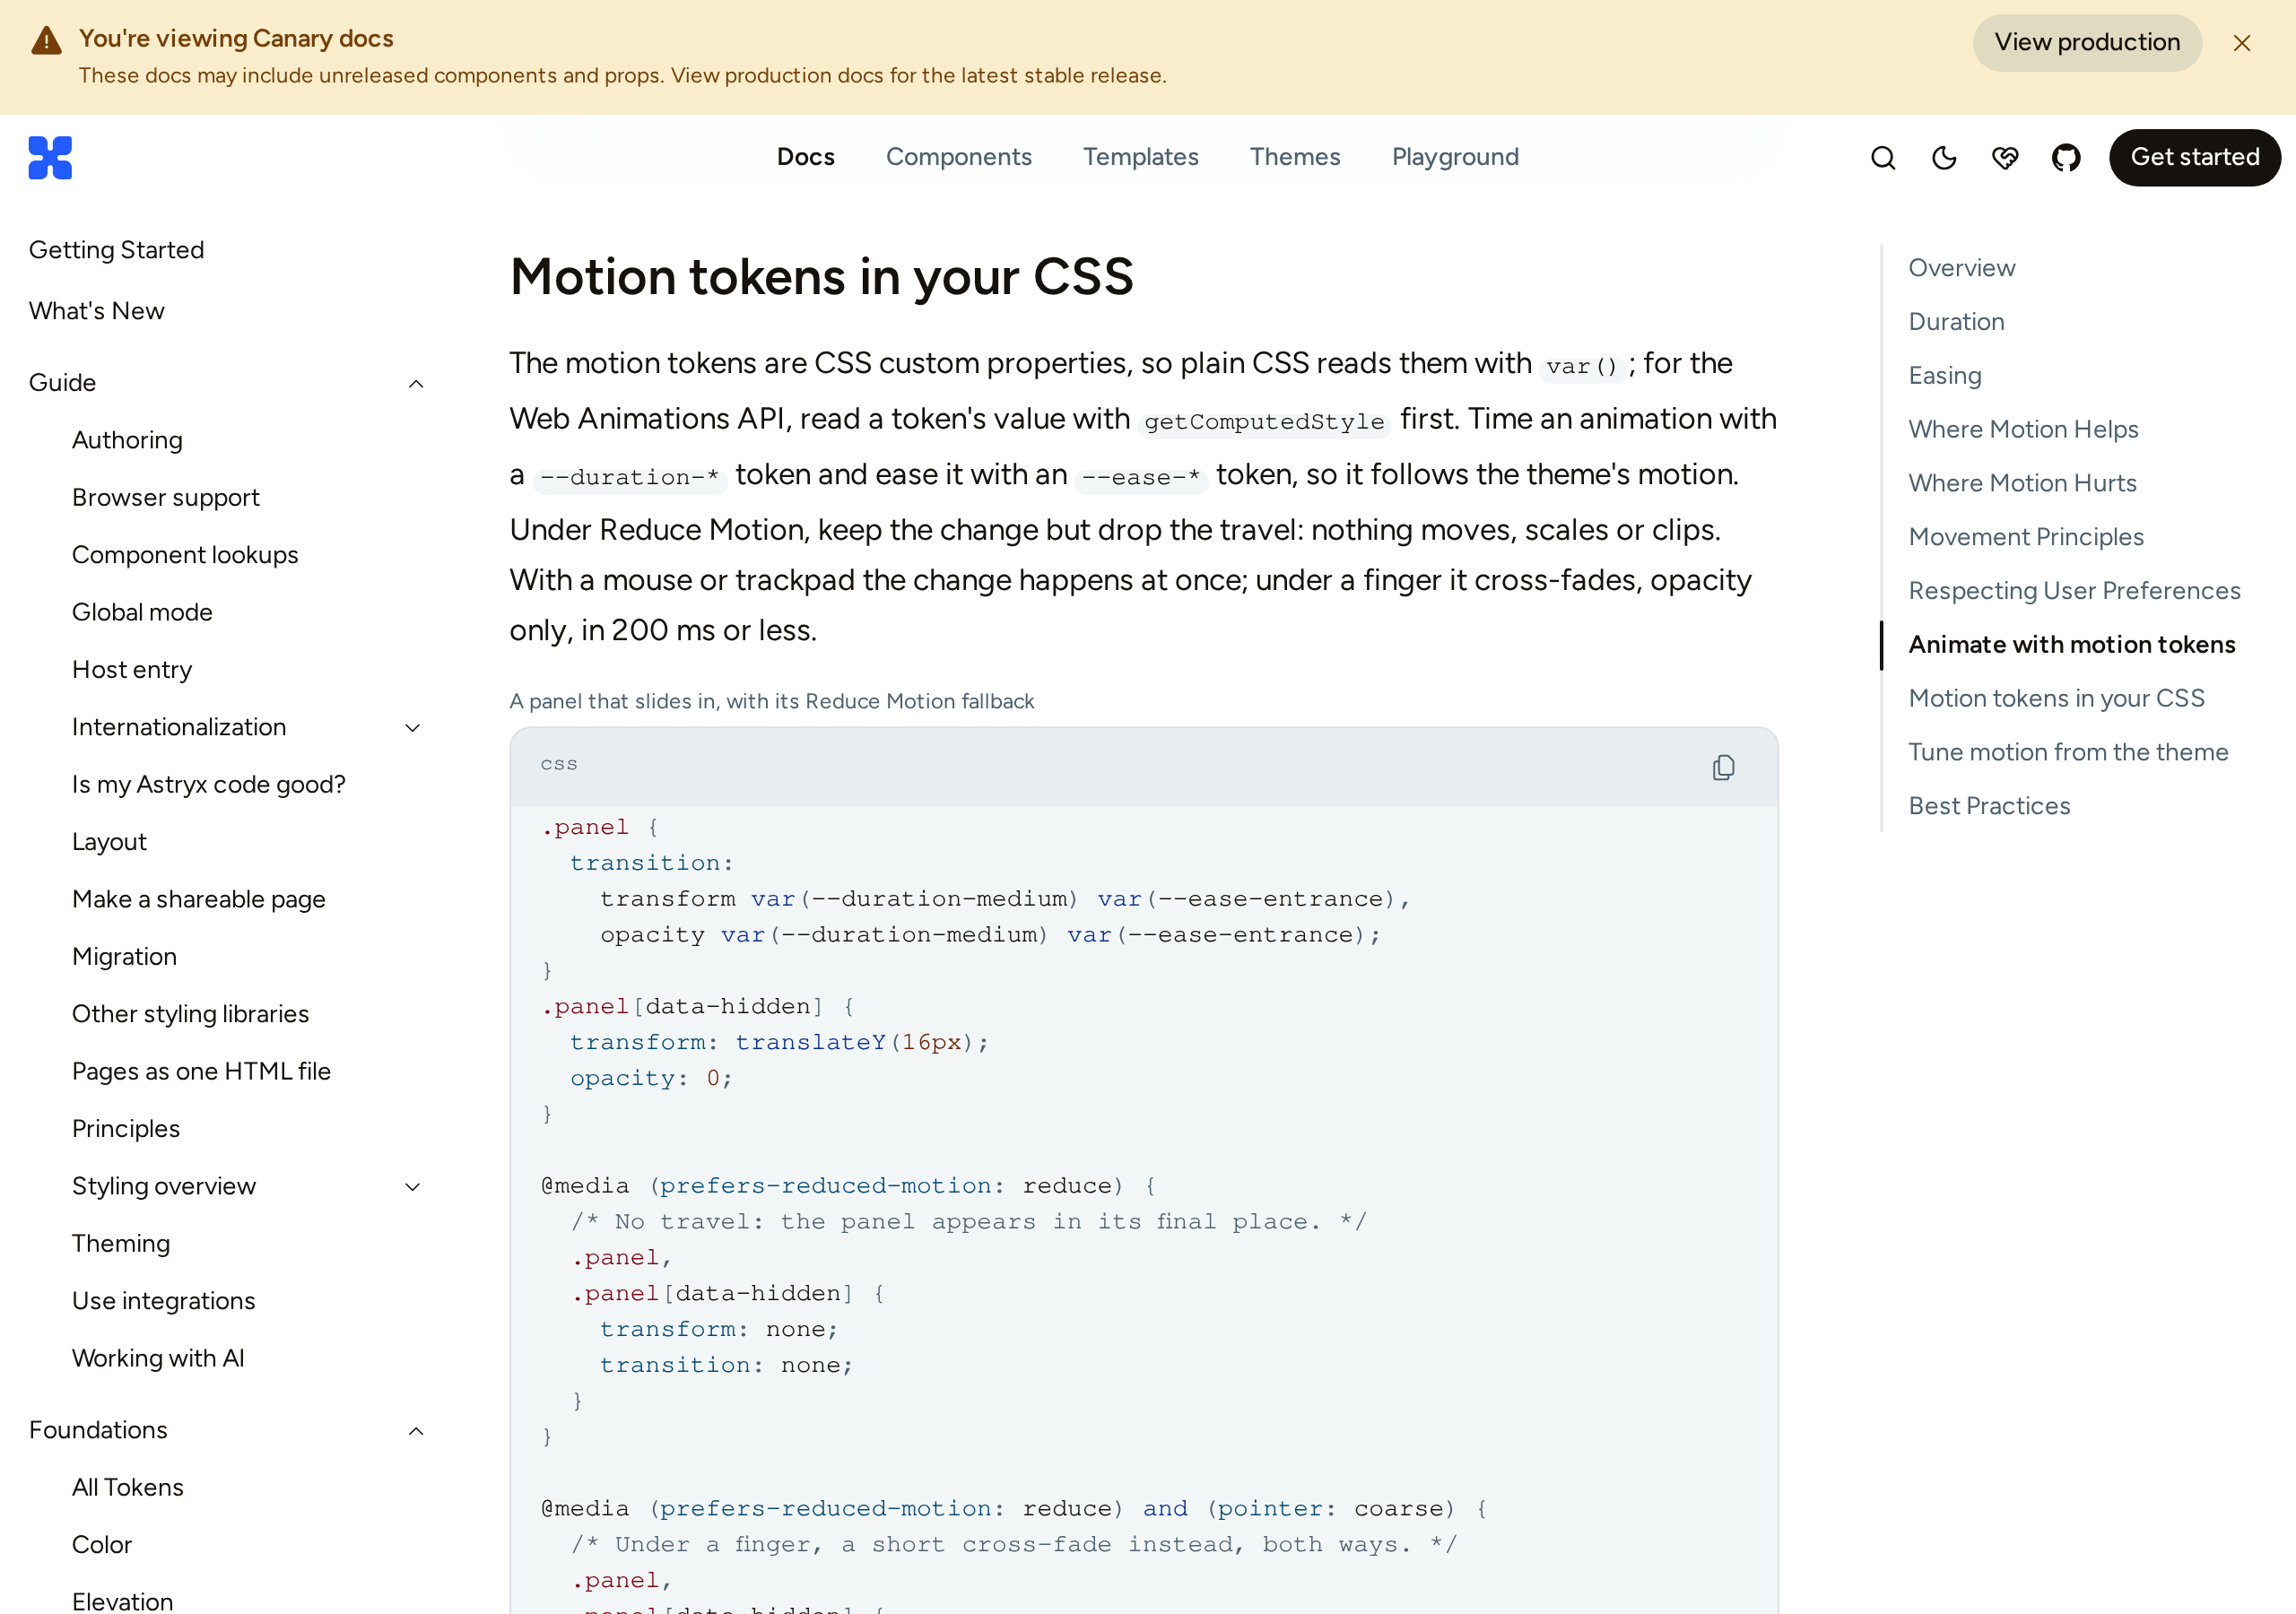 You're viewing Canary docs
These docs may include unreleased components and props. View production docs for the latest stable release.
View production
Docs
Components
Templates
Themes
Playground
Get started
Getting Started
What's New
Guide
Authoring
Browser support
Component lookups
Global mode
Host entry
Internationalization
Is my Astryx code good?
Layout
Make a shareable page
Migration
Other styling libraries
Pages as one HTML file
Principles
Styling overview
Theming
Use integrations
Working with AI
Foundations
All Tokens
Color
Elevation
Motion tokens in your CSS
The motion tokens are CSS custom properties, so plain CSS reads them with var(); for the
Web Animations API, read a token's value with getComputedStyle first. Time an animation with
a --duration-* token and ease it with an --ease-* token, so it follows the theme's motion.
Under Reduce Motion, keep the change but drop the travel: nothing moves, scales or clips.
With a mouse or trackpad the change happens at once; under a finger it cross-fades, opacity
only, in 200 ms or less.
A panel that slides in, with its Reduce Motion fallback
css
.panel {
  transition:
    transform var(--duration-medium) var(--ease-entrance),
    opacity var(--duration-medium) var(--ease-entrance);
}
.panel[data-hidden] {
  transform: translateY(16px);
  opacity: 0;
}
@media (prefers-reduced-motion: reduce) {
  /* No travel: the panel appears in its final place. */
  .panel,
  .panel[data-hidden] {
    transform: none;
    transition: none;
  }
}
@media (prefers-reduced-motion: reduce) and (pointer: coarse) {
  /* Under a finger, a short cross-fade instead, both ways. */
  .panel,
  .panel[data-hidden] {
Overview
Duration
Easing
Where Motion Helps
Where Motion Hurts
Movement Principles
Respecting User Preferences
Animate with motion tokens
Motion tokens in your CSS
Tune motion from the theme
Best Practices